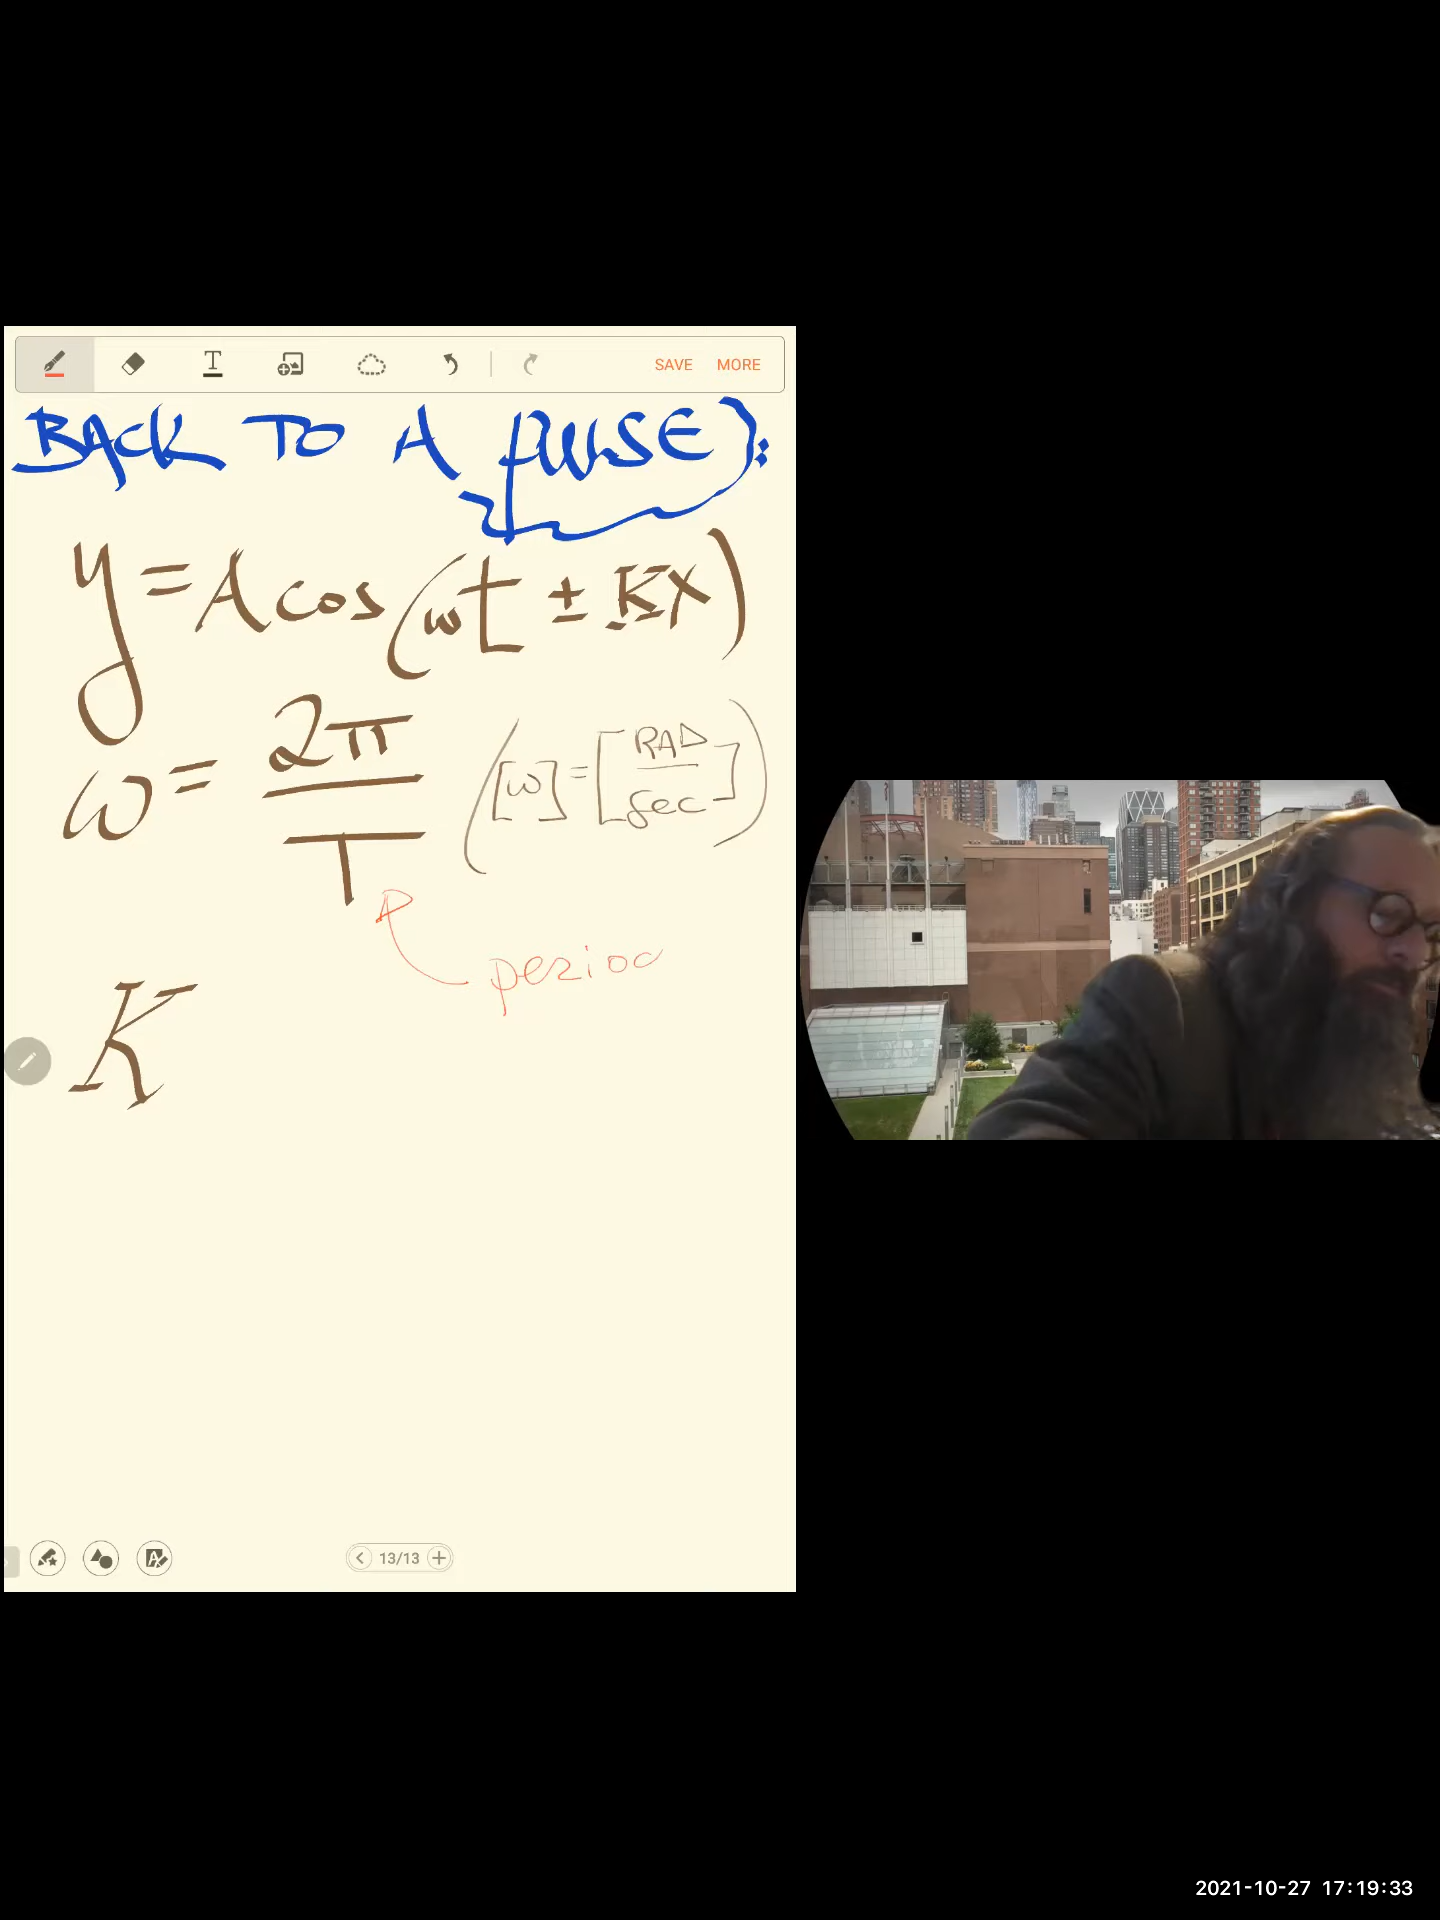 T SAVE MORE
BACK TO A PULSE:
y = A cos(ωt ± Kx)
ω = 2π / T ([ω] = [RAD / sec])
period
K
13/13
2021-10-27 17:19:33